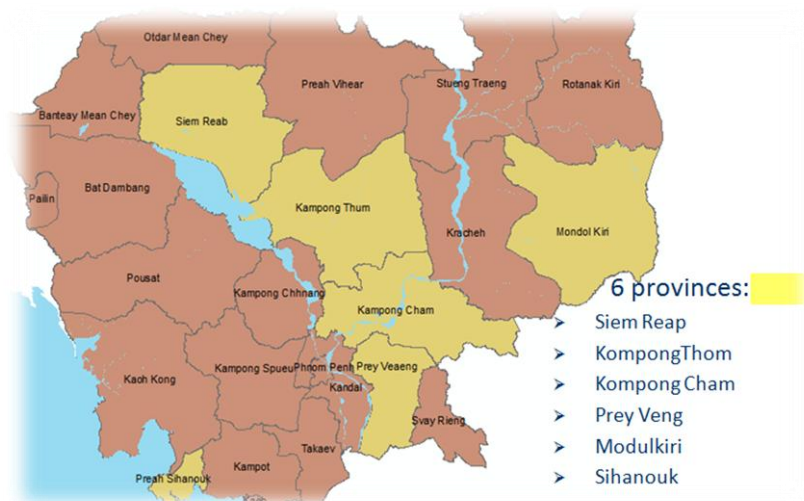 Otdar Mean Chey
Preah Vihear
Stueng Traeng
Rotanak Kiri
Banteay Mean Chey
Siem Reab
Bat Dambang
Pailin
Kampong Thum
Kracheh
Mondol Kiri
Pousat
Kampong Chhnang
Kampong Cham
Kaoh Kong
Kampong Spueu
Phnom Penh
Prey Veaeng
Kandal
Svay Rieng
Takaev
Kampot
Preah Sihanouk
6 provinces:
➤ Siem Reap
➤ KompongThom
➤ Kompong Cham
➤ Prey Veng
➤ Modulkiri
➤ Sihanouk